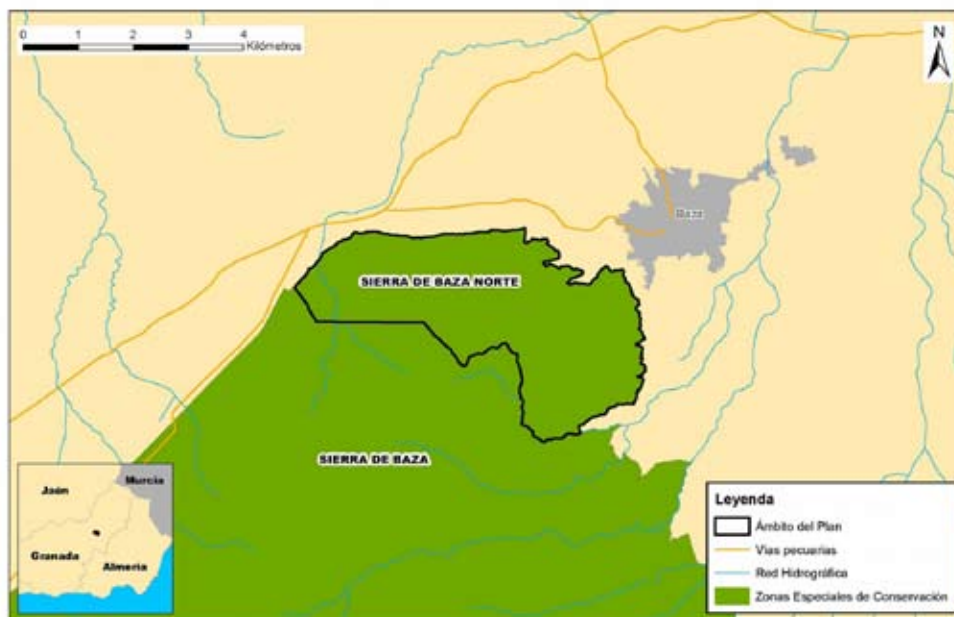 0 1 2 3 4
Kilómetros
N
Baza
SIERRA DE BAZA NORTE
SIERRA DE BAZA
Jaén
Murcia
Granada
Almería
Leyenda
Ámbito del Plan
Vías pecuarias
Red Hidrográfica
Zonas Especiales de Conservación